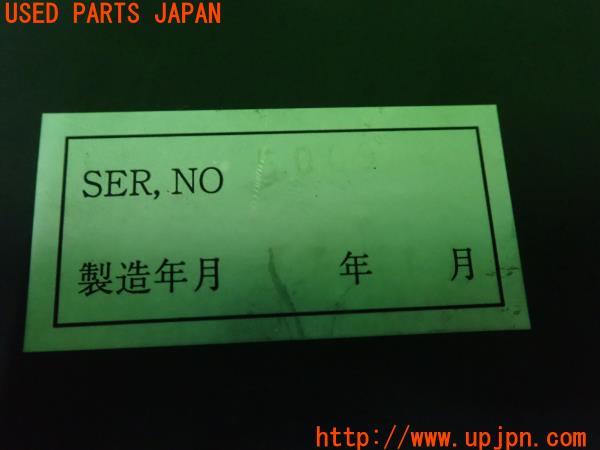 USED PARTS JAPAN
SER, NO
製造年月 年 月
http://www.upjpn.com/